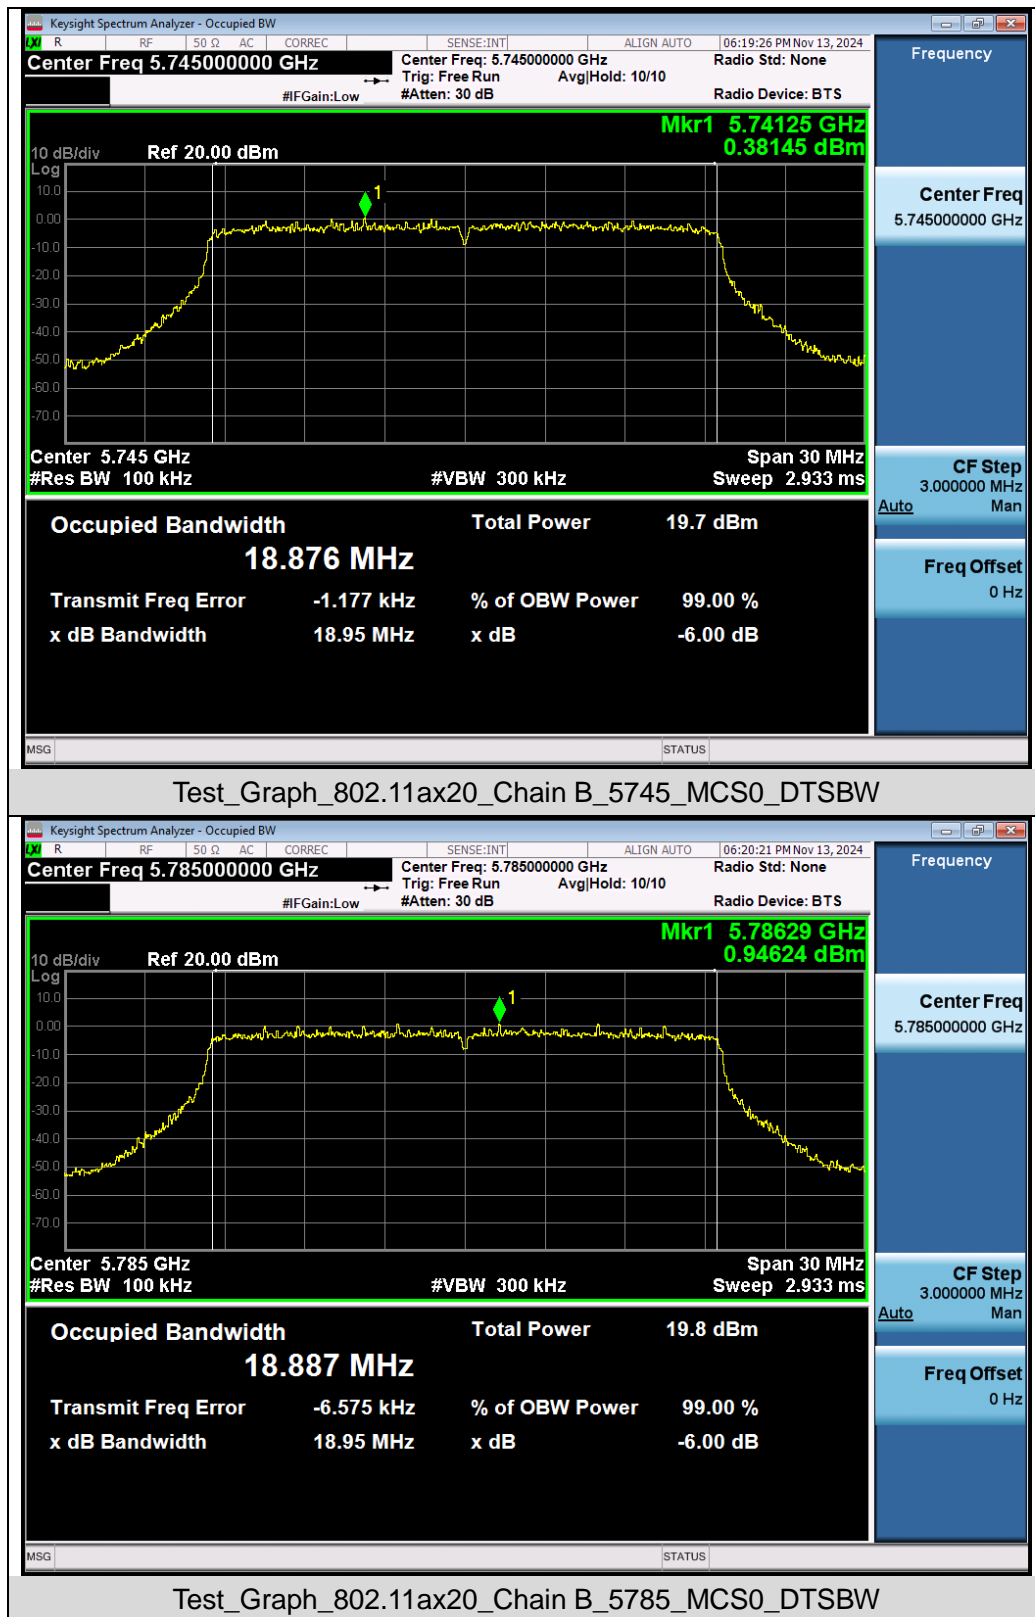 Keysight Spectrum Analyzer - Occupied BW
LXI R RF 50 Ω AC CORREC SENSE:INT ALIGN AUTO 06:19:26 PM Nov 13, 2024
Center Freq 5.745000000 GHz
Center Freq: 5.745000000 GHz Radio Std: None
Trig: Free Run Avg|Hold: 10/10
#IFGain:Low #Atten: 30 dB Radio Device: BTS
Frequency
Mkr1 5.74125 GHz
0.38145 dBm
10 dB/div Ref 20.00 dBm
Log
10.0
0.00
-10.0
-20.0
-30.0
-40.0
-50.0
-60.0
-70.0
1
Center Freq
5.745000000 GHz
Center 5.745 GHz Span 30 MHz
#Res BW 100 kHz #VBW 300 kHz Sweep 2.933 ms
CF Step
3.000000 MHz
Auto Man
Occupied Bandwidth Total Power 19.7 dBm
18.876 MHz
Transmit Freq Error -1.177 kHz % of OBW Power 99.00 %
x dB Bandwidth 18.95 MHz x dB -6.00 dB
Freq Offset
0 Hz
MSG STATUS
Test_Graph_802.11ax20_Chain B_5745_MCS0_DTSBW
Keysight Spectrum Analyzer - Occupied BW
LXI R RF 50 Ω AC CORREC SENSE:INT ALIGN AUTO 06:20:21 PM Nov 13, 2024
Center Freq 5.785000000 GHz
Center Freq: 5.785000000 GHz Radio Std: None
Trig: Free Run Avg|Hold: 10/10
#IFGain:Low #Atten: 30 dB Radio Device: BTS
Frequency
Mkr1 5.78629 GHz
0.94624 dBm
10 dB/div Ref 20.00 dBm
Log
10.0
0.00
-10.0
-20.0
-30.0
-40.0
-50.0
-60.0
-70.0
1
Center Freq
5.785000000 GHz
Center 5.785 GHz Span 30 MHz
#Res BW 100 kHz #VBW 300 kHz Sweep 2.933 ms
CF Step
3.000000 MHz
Auto Man
Occupied Bandwidth Total Power 19.8 dBm
18.887 MHz
Transmit Freq Error -6.575 kHz % of OBW Power 99.00 %
x dB Bandwidth 18.95 MHz x dB -6.00 dB
Freq Offset
0 Hz
MSG STATUS
Test_Graph_802.11ax20_Chain B_5785_MCS0_DTSBW